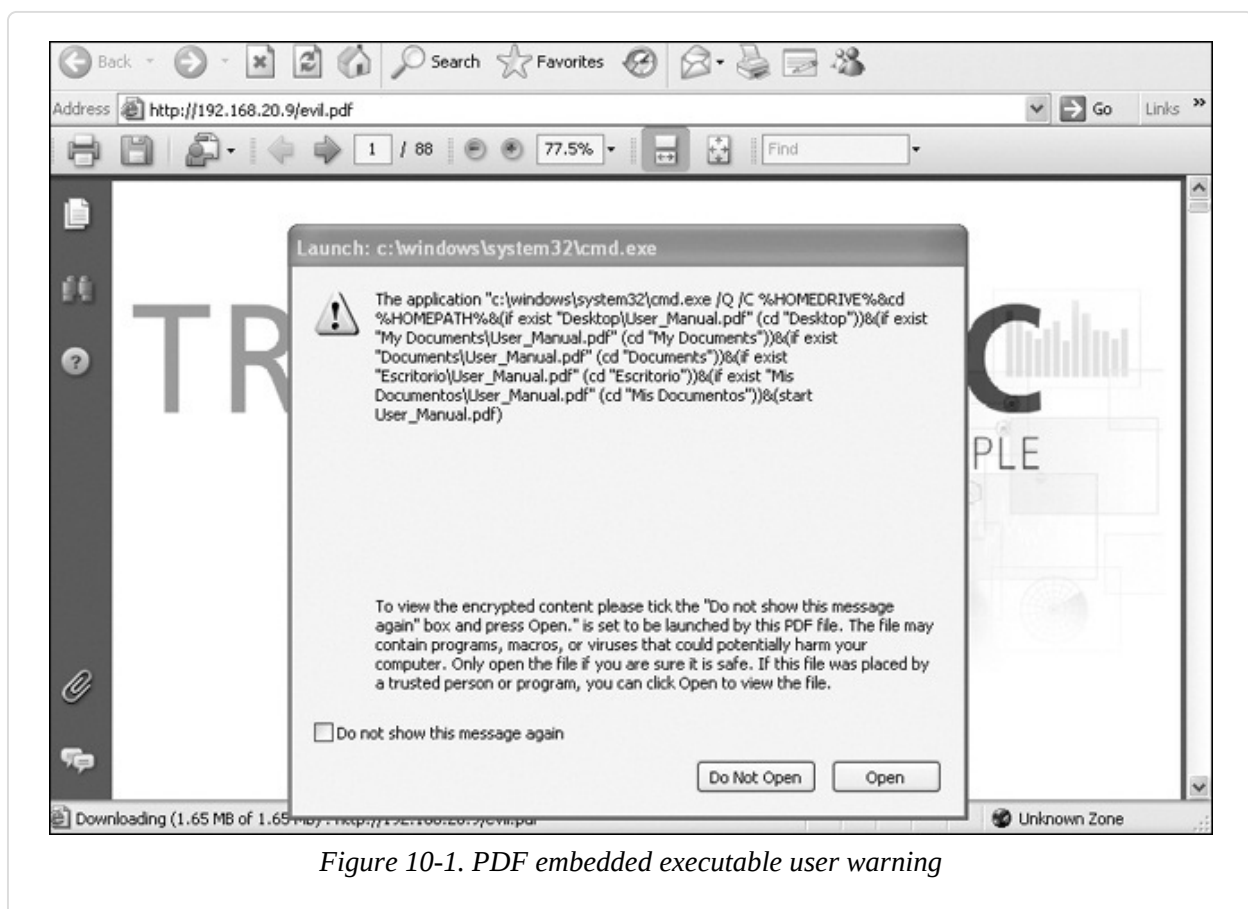 Back
Search
Favorites
Address http://192.168.20.9/evil.pdf
Go Links »
1 / 88 77.5% Find
Launch: c:\windows\system32\cmd.exe
The application "c:\windows\system32\cmd.exe /Q /C %HOMEDRIVE%&cd
%HOMEPATH%&(if exist "Desktop\User_Manual.pdf" (cd "Desktop"))&(if exist
"My Documents\User_Manual.pdf" (cd "My Documents"))&(if exist
"Documents\User_Manual.pdf" (cd "Documents"))&(if exist
"Escritorio\User_Manual.pdf" (cd "Escritorio"))&(if exist "Mis
Documentos\User_Manual.pdf" (cd "Mis Documentos"))&(start
User_Manual.pdf)
TR
C
PLE
To view the encrypted content please tick the "Do not show this message
again" box and press Open." is set to be launched by this PDF file. The file may
contain programs, macros, or viruses that could potentially harm your
computer. Only open the file if you are sure it is safe. If this file was placed by
a trusted person or program, you can click Open to view the file.
Do not show this message again
Do Not Open Open
Downloading (1.65 MB of 1.65 MB) : http://192.168.20.9/evil.pdf Unknown Zone
Figure 10-1. PDF embedded executable user warning